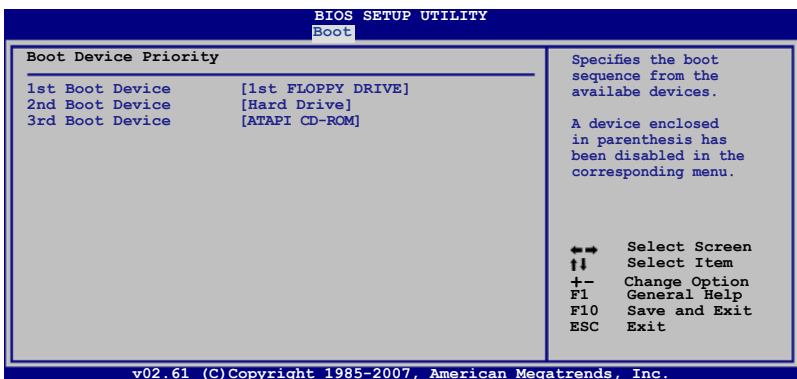 BIOS SETUP UTILITY
Boot
Boot Device Priority
1st Boot Device [1st FLOPPY DRIVE]
2nd Boot Device [Hard Drive]
3rd Boot Device [ATAPI CD-ROM]
Specifies the boot
sequence from the
availabe devices.
A device enclosed
in parenthesis has
been disabled in the
corresponding menu.
←→ Select Screen
↑↓ Select Item
+- Change Option
F1 General Help
F10 Save and Exit
ESC Exit
v02.61 (C)Copyright 1985-2007, American Megatrends, Inc.